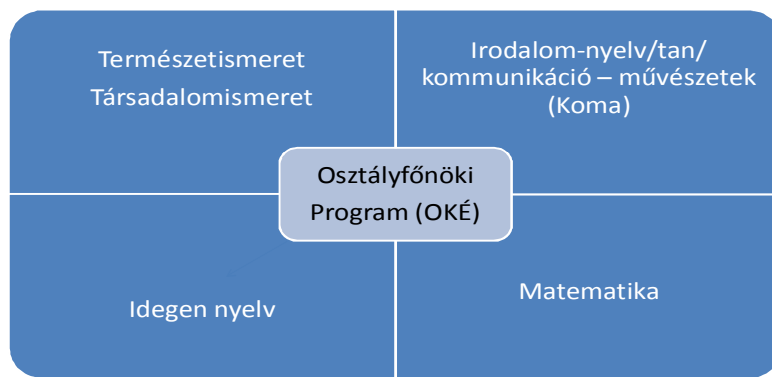 Természetismeret
Társadalomismeret
Irodalom-nyelv/tan/
kommunikáció – művészetek
(Koma)
Osztályfőnöki
Program (OKÉ)
Idegen nyelv
Matematika